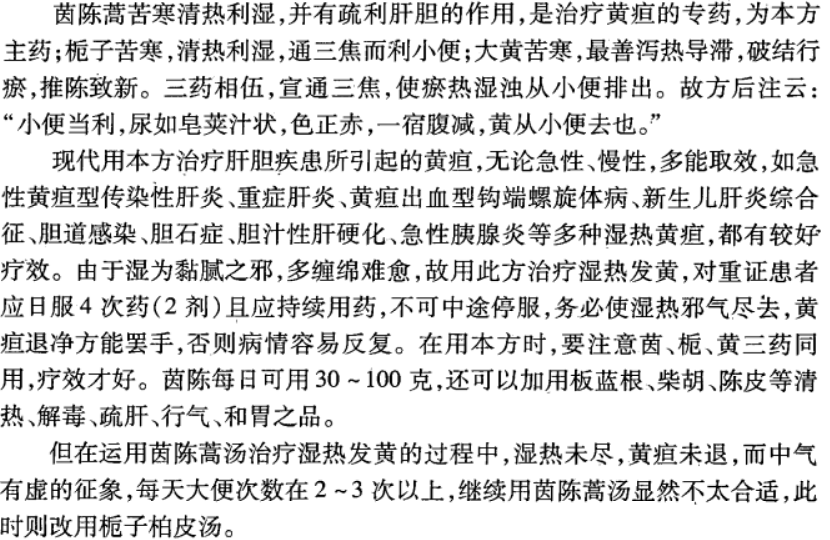 茵陈蒿苦寒清热利湿,并有疏利肝胆的作用,是治疗黄疸的专药,为本方
主药;栀子苦寒,清热利湿,通三焦而利小便;大黄苦寒,最善泻热导滞,破结行
瘀,推陈致新。三药相伍,宣通三焦,使瘀热湿浊从小便排出。故方后注云:
“小便当利,尿如皂荚汁状,色正赤,一宿腹减,黄从小便去也。”
现代用本方治疗肝胆疾患所引起的黄疸,无论急性、慢性,多能取效,如急
性黄疸型传染性肝炎、重症肝炎、黄疸出血型钩端螺旋体病、新生儿肝炎综合
征、胆道感染、胆石症、胆汁性肝硬化、急性胰腺炎等多种湿热黄疸,都有较好
疗效。由于湿为黏腻之邪,多缠绵难愈,故用此方治疗湿热发黄,对重证患者
应日服4次药(2剂)且应持续用药,不可中途停服,务必使湿热邪气尽去,黄
疸退净方能罢手,否则病情容易反复。在用本方时,要注意茵、栀、黄三药同
用,疗效才好。茵陈每日可用30~100克,还可以加用板蓝根、柴胡、陈皮等清
热、解毒、疏肝、行气、和胃之品。
但在运用茵陈蒿汤治疗湿热发黄的过程中,湿热未尽,黄疸未退,而中气
有虚的征象,每天大便次数在2~3次以上,继续用茵陈蒿汤显然不太合适,此
时则改用栀子柏皮汤。